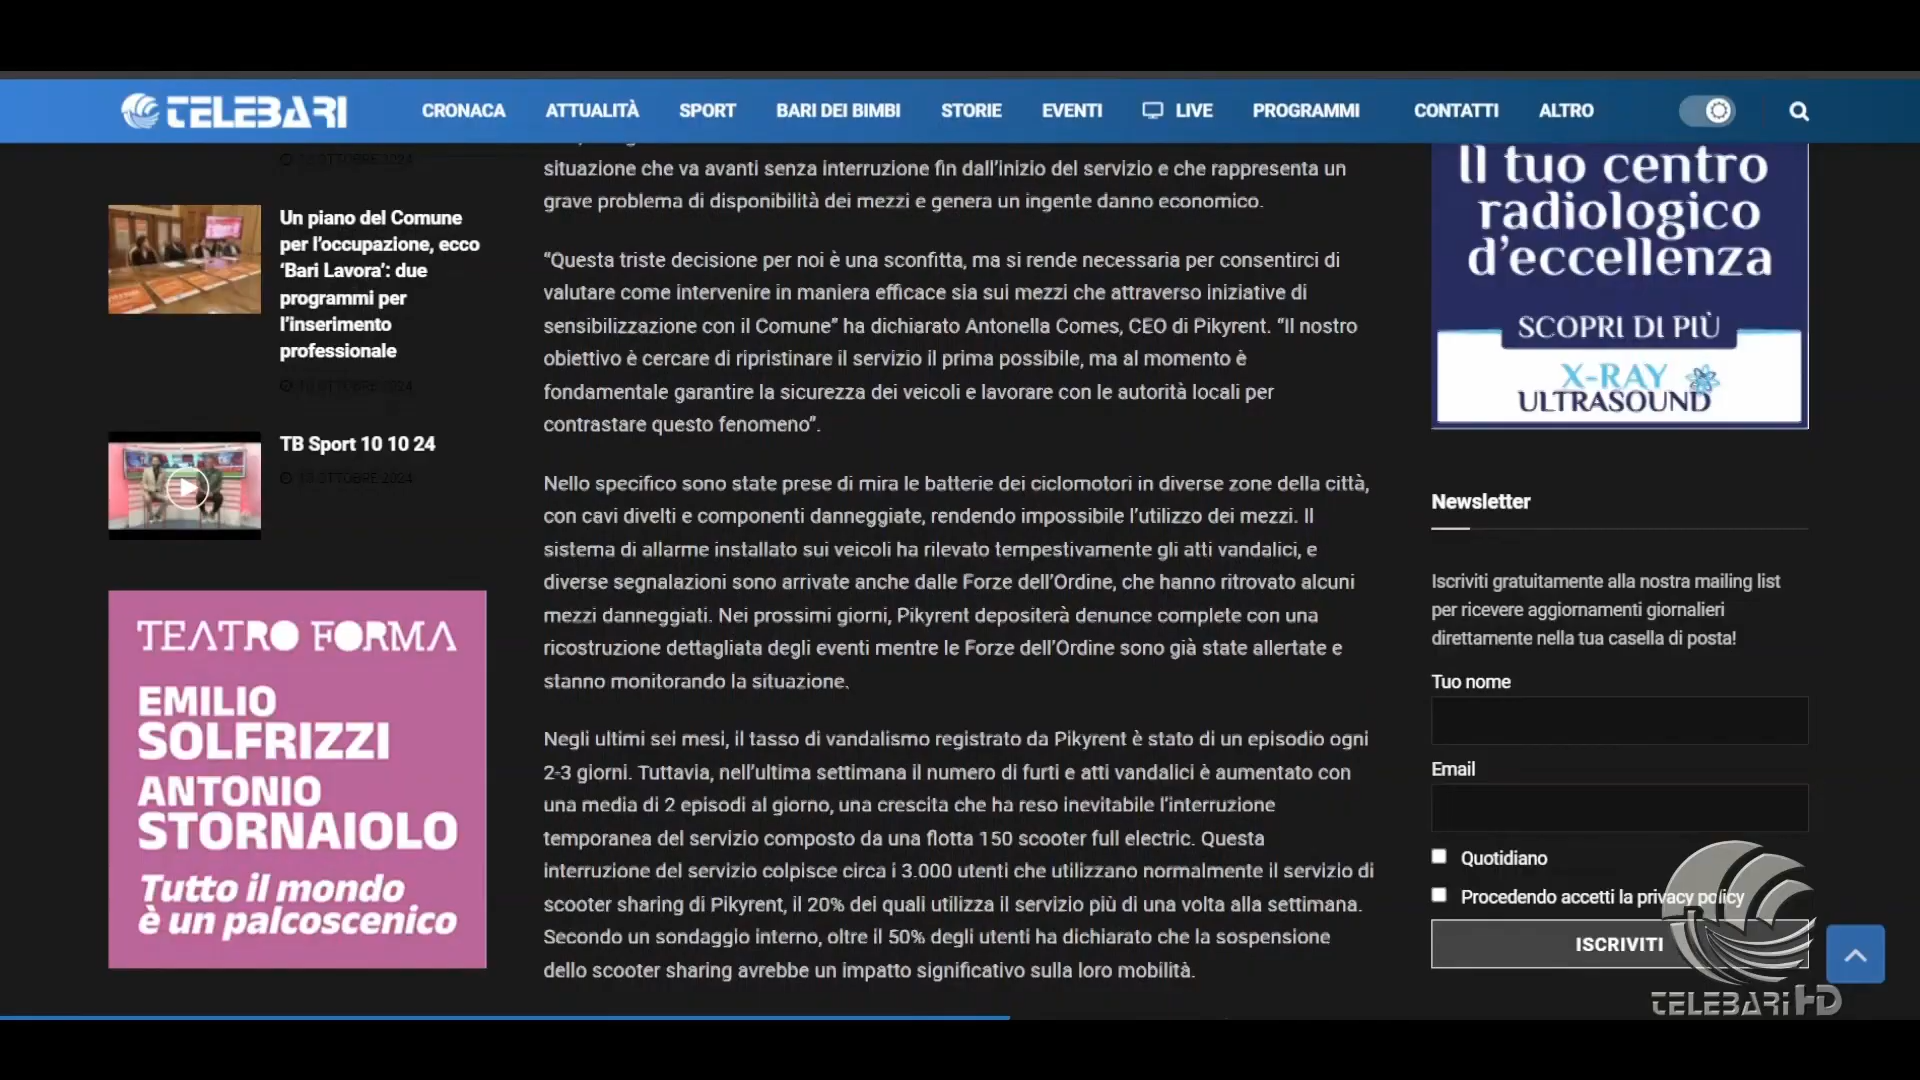 TELEBARI
CRONACA
ATTUALITÀ
SPORT
BARI DEI BIMBI
STORIE
EVENTI
LIVE
PROGRAMMI
CONTATTI
ALTRO
OTTOBRE 2024
Un piano del Comune
per l’occupazione, ecco
‘Bari Lavora’: due
programmi per
l’inserimento
professionale
10 OTTOBRE 2024
TB Sport 10 10 24
10 OTTOBRE 2024
TEATRO FORMA
EMILIO
SOLFRIZZI
ANTONIO
STORNAIOLO
Tutto il mondo
è un palcoscenico
situazione che va avanti senza interruzione fin dall’inizio del servizio e che rappresenta un
grave problema di disponibilità dei mezzi e genera un ingente danno economico.
“Questa triste decisione per noi è una sconfitta, ma si rende necessaria per consentirci di
valutare come intervenire in maniera efficace sia sui mezzi che attraverso iniziative di
sensibilizzazione con il Comune” ha dichiarato Antonella Comes, CEO di Pikyrent. “Il nostro
obiettivo è cercare di ripristinare il servizio il prima possibile, ma al momento è
fondamentale garantire la sicurezza dei veicoli e lavorare con le autorità locali per
contrastare questo fenomeno”.
Nello specifico sono state prese di mira le batterie dei ciclomotori in diverse zone della città,
con cavi divelti e componenti danneggiate, rendendo impossibile l’utilizzo dei mezzi. Il
sistema di allarme installato sui veicoli ha rilevato tempestivamente gli atti vandalici, e
diverse segnalazioni sono arrivate anche dalle Forze dell’Ordine, che hanno ritrovato alcuni
mezzi danneggiati. Nei prossimi giorni, Pikyrent depositerà denunce complete con una
ricostruzione dettagliata degli eventi mentre le Forze dell’Ordine sono già state allertate e
stanno monitorando la situazione.
Negli ultimi sei mesi, il tasso di vandalismo registrato da Pikyrent è stato di un episodio ogni
2-3 giorni. Tuttavia, nell’ultima settimana il numero di furti e atti vandalici è aumentato con
una media di 2 episodi al giorno, una crescita che ha reso inevitabile l’interruzione
temporanea del servizio composto da una flotta 150 scooter full electric. Questa
interruzione del servizio colpisce circa i 3.000 utenti che utilizzano normalmente il servizio di
scooter sharing di Pikyrent, il 20% dei quali utilizza il servizio più di una volta alla settimana.
Secondo un sondaggio interno, oltre il 50% degli utenti ha dichiarato che la sospensione
dello scooter sharing avrebbe un impatto significativo sulla loro mobilità.
Il tuo centro
radiologico
d’eccellenza
SCOPRI DI PIÙ
X-RAY
ULTRASOUND
Newsletter
Iscriviti gratuitamente alla nostra mailing list
per ricevere aggiornamenti giornalieri
direttamente nella tua casella di posta!
Tuo nome
Email
Quotidiano
Procedendo accetti la privacy policy
ISCRIVITI
TELEBARI HD